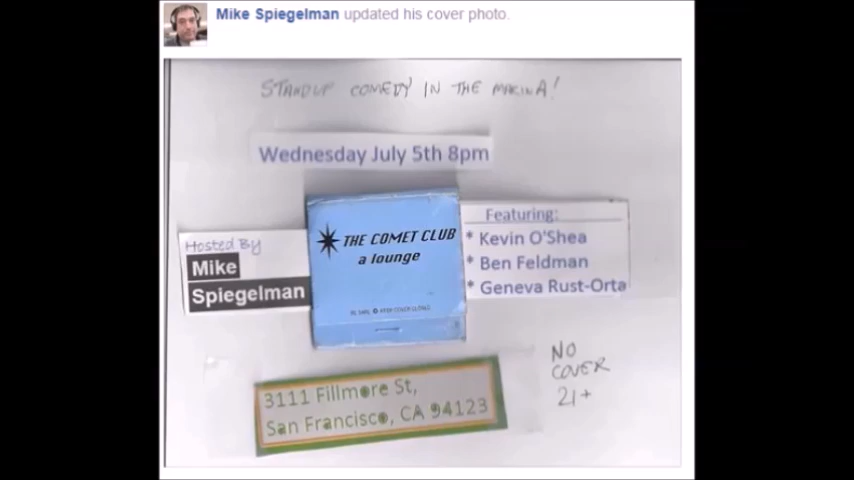 Mike Spiegelman updated his cover photo.
STANDUP COMEDY IN THE MARINA!
Wednesday July 5th 8pm
Hosted By
Mike
Spiegelman
THE COMET CLUB
a lounge
Featuring:
* Kevin O'Shea
* Ben Feldman
* Geneva Rust-Orta
NO
COVER
21+
3111 Fillmore St,
San Francisco, CA 94123